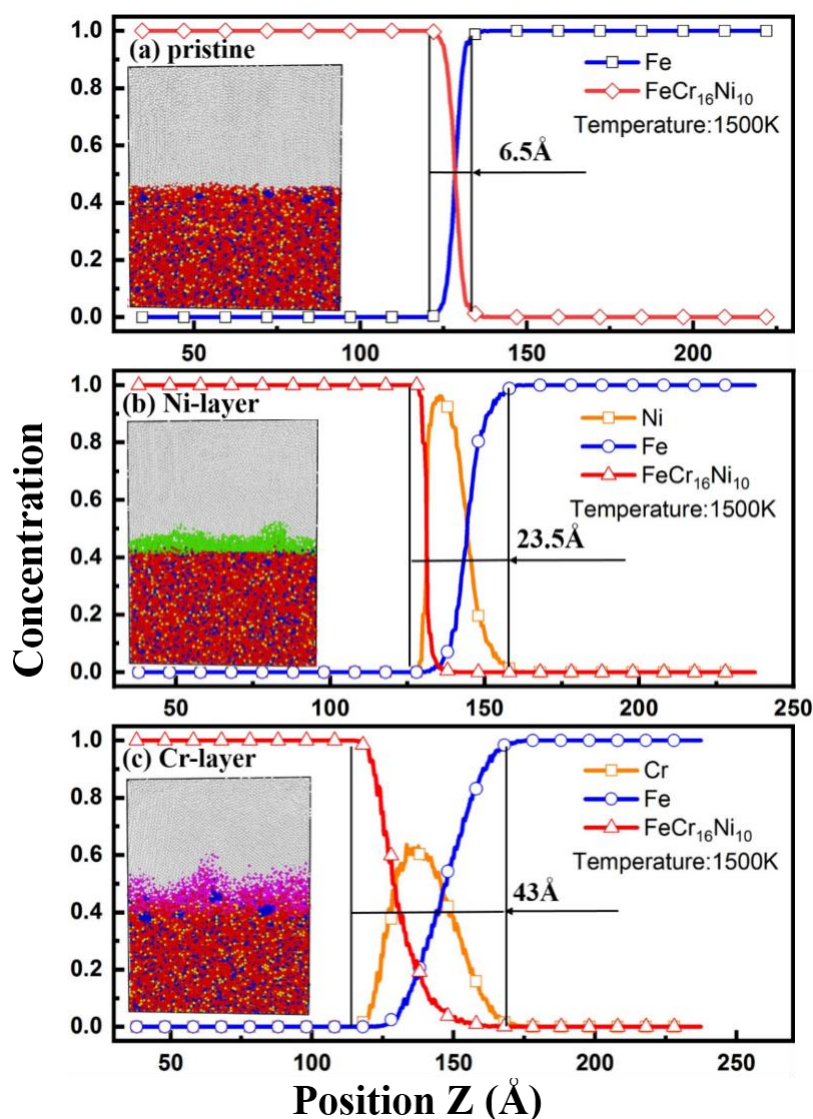 Concentration
(a) pristine
Fe
FeCr₁₆Ni₁₀
Temperature:1500K
6.5Å
1.0
0.8
0.6
0.4
0.2
0.0
50 100 150 200
(b) Ni-layer
Ni
Fe
FeCr₁₆Ni₁₀
Temperature:1500K
23.5Å
1.0
0.8
0.6
0.4
0.2
0.0
50 100 150 200 250
(c) Cr-layer
Cr
Fe
FeCr₁₆Ni₁₀
Temperature:1500K
43Å
1.0
0.8
0.6
0.4
0.2
0.0
50 100 150 200 250
Position Z (Å)